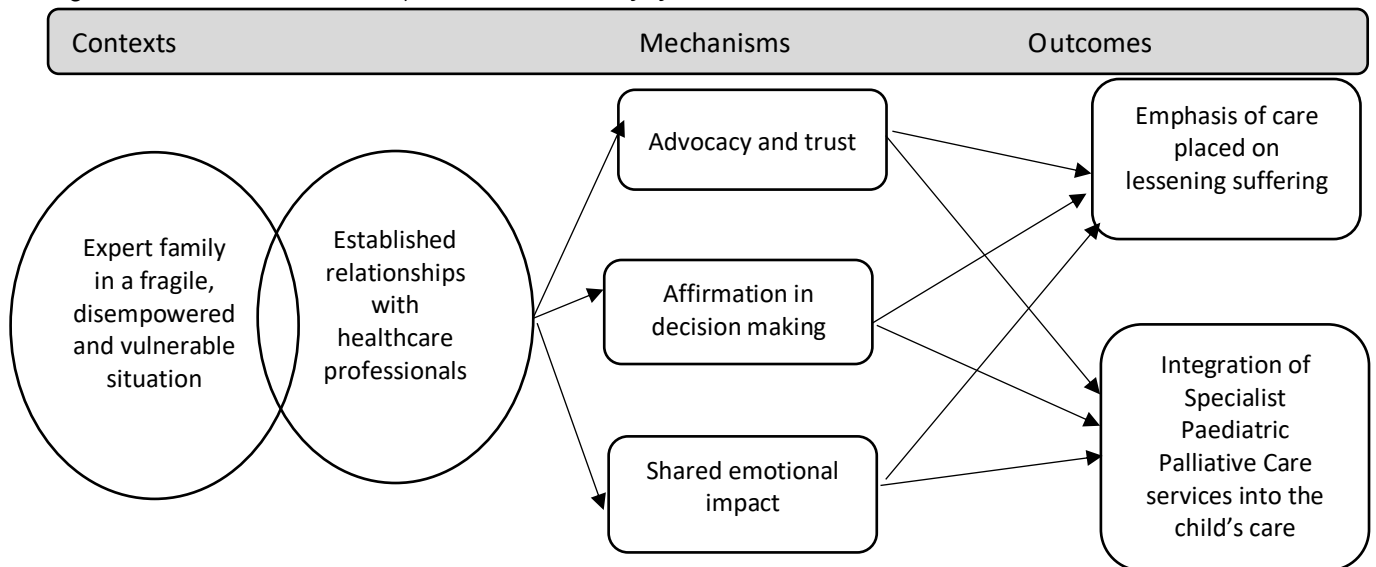 Contexts Mechanisms Outcomes
Expert family
in a fragile,
disempowered
and vulnerable
situation
Established
relationships
with
healthcare
professionals
Advocacy and trust
Affirmation in
decision making
Shared emotional
impact
Emphasis of care
placed on
lessening suffering
Integration of
Specialist
Paediatric
Palliative Care
services into the
child’s care